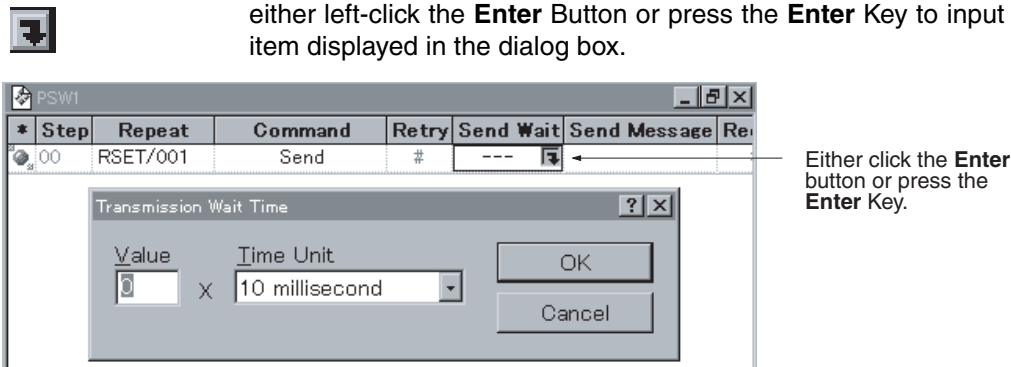 either left-click the Enter Button or press the Enter Key to input
item displayed in the dialog box.
PSW1
* Step Repeat Command Retry Send Wait Send Message Re
00 RSET/001 Send # ---
Either click the Enter
button or press the
Enter Key.
Transmission Wait Time
Value Time Unit
0 X 10 millisecond
OK
Cancel